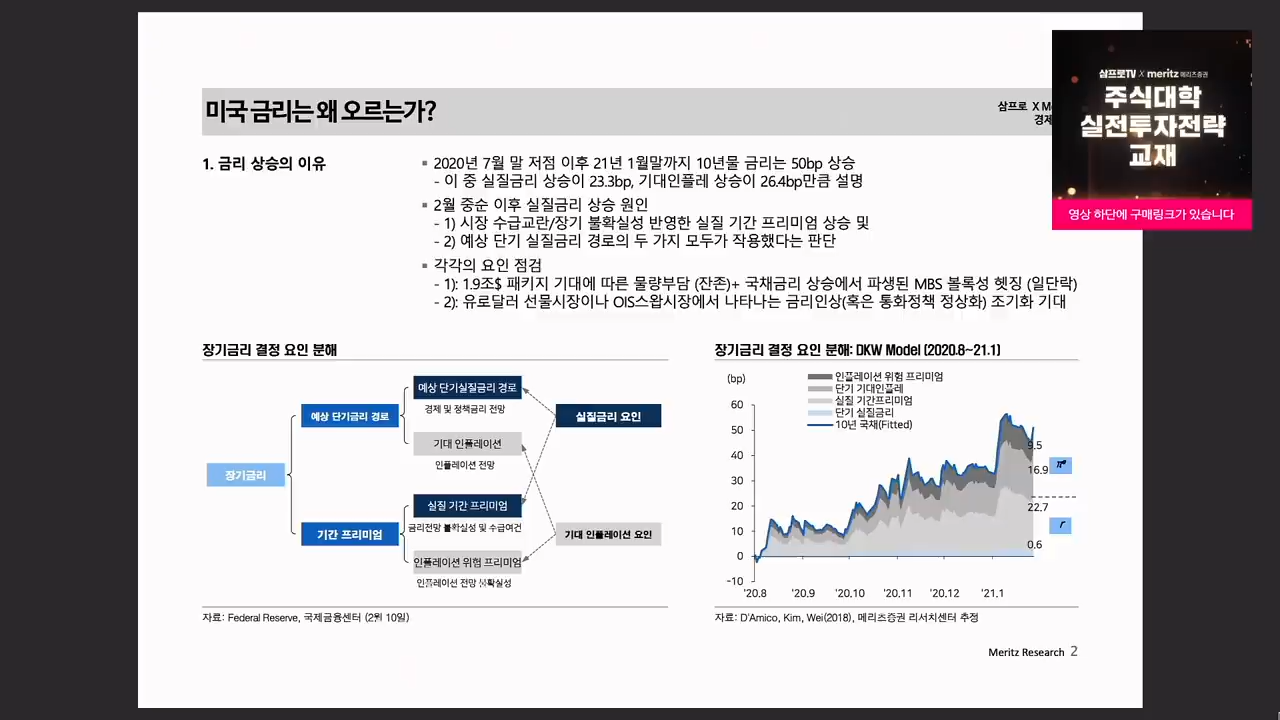 미국 금리는 왜 오르는가?
삼프로 X M
경제
삼프로TV X meritz 메리츠증권
주식대학
실전투자전략
교재
영상 하단에 구매링크가 있습니다
1. 금리 상승의 이유
▪ 2020년 7월 말 저점 이후 21년 1월말까지 10년물 금리는 50bp 상승
- 이 중 실질금리 상승이 23.3bp, 기대인플레 상승이 26.4bp만큼 설명
▪ 2월 중순 이후 실질금리 상승 원인
- 1) 시장 수급교란/장기 불확실성 반영한 실질 기간 프리미엄 상승 및
- 2) 예상 단기 실질금리 경로의 두 가지 모두가 작용했다는 판단
▪ 각각의 요인 점검
- 1): 1.9조$ 패키지 기대에 따른 물량부담 (잔존)+ 국채금리 상승에서 파생된 MBS 볼록성 헷징 (일단락)
- 2): 유로달러 선물시장이나 OIS스왑시장에서 나타나는 금리인상(혹은 통화정책 정상화) 조기화 기대
장기금리 결정 요인 분해
장기금리
예상 단기금리 경로
기간 프리미엄
예상 단기실질금리 경로
경제 및 정책금리 전망
기대 인플레이션
인플레이션 전망
실질 기간 프리미엄
금리전망 불확실성 및 수급여건
인플레이션 위험 프리미엄
인플레이션 전망 불확실성
실질금리 요인
기대 인플레이션 요인
자료: Federal Reserve, 국제금융센터 (2월 10일)
장기금리 결정 요인 분해: DKW Model (2020.8~21.1)
(bp)
인플레이션 위험 프리미엄
단기 기대인플레
실질 기간프리미엄
단기 실질금리
10년 국채(Fitted)
60
50
40
30
20
10
0
-10
'20.8 '20.9 '20.10 '20.11 '20.12 '21.1
9.5
16.9 πᵉ
22.7
r
0.6
자료: D'Amico, Kim, Wei(2018), 메리츠증권 리서치센터 추정
Meritz Research 2